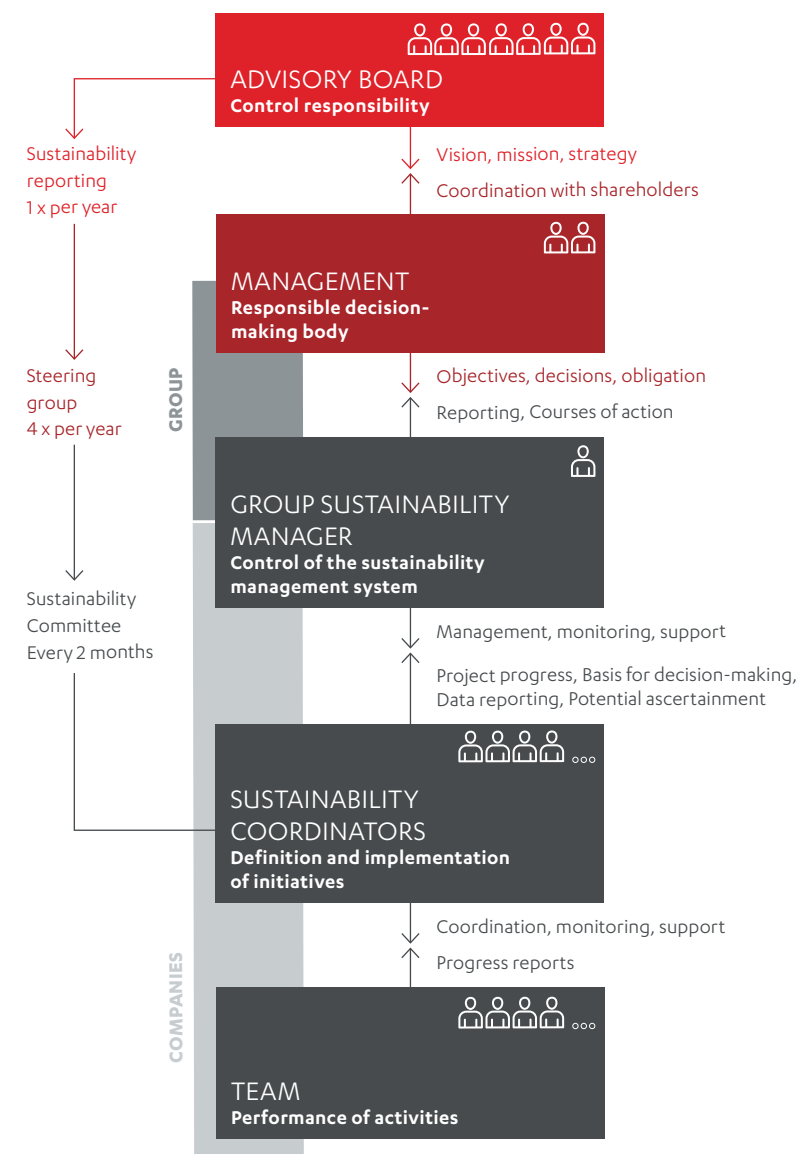 ADVISORY BOARD
Control responsibility
Sustainability
reporting
1 x per year
Vision, mission, strategy
Coordination with shareholders
MANAGEMENT
Responsible decision-
making body
GROUP
Steering
group
4 x per year
Objectives, decisions, obligation
Reporting, Courses of action
GROUP SUSTAINABILITY
MANAGER
Control of the sustainability
management system
Sustainability
Committee
Every 2 months
Management, monitoring, support
Project progress, Basis for decision-making,
Data reporting, Potential ascertainment
SUSTAINABILITY
COORDINATORS
Definition and implementation
of initiatives
COMPANIES
Coordination, monitoring, support
Progress reports
TEAM
Performance of activities